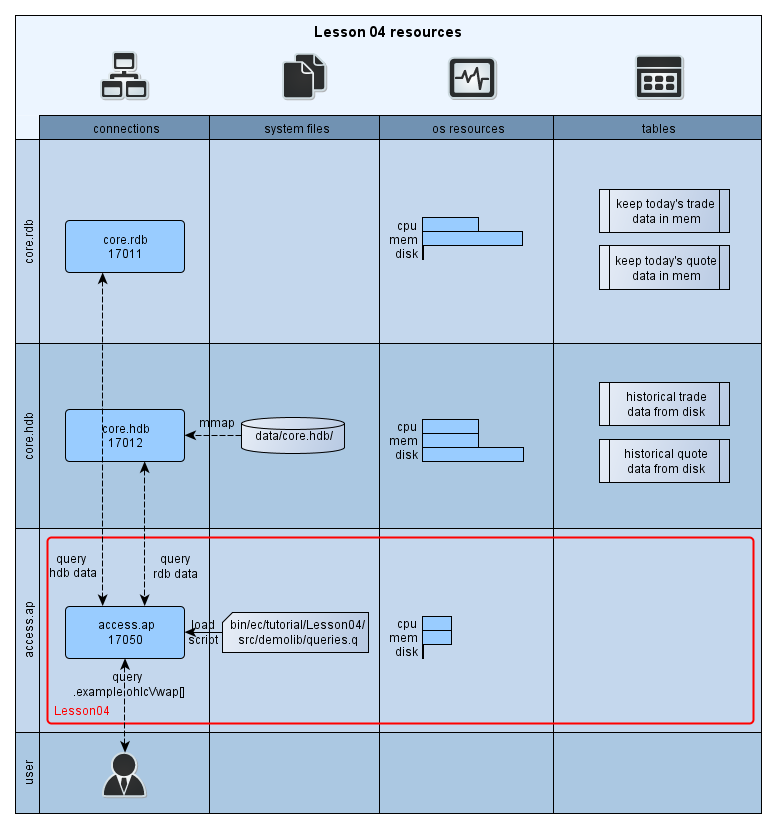 Lesson 04 resources
connections
system files
os resources
tables
core.rdb
core.rdb
17011
cpu
mem
disk
keep today's trade
data in mem
keep today's quote
data in mem
core.hdb
core.hdb
17012
mmap
data/core.hdb/
cpu
mem
disk
historical trade
data from disk
historical quote
data from disk
access.ap
query
hdb data
query
rdb data
access.ap
17050
load
script
bin/ec/tutorial/Lesson04/
src/demolib/queries.q
cpu
mem
disk
query
.example.ohlcVwap[]
Lesson04
user